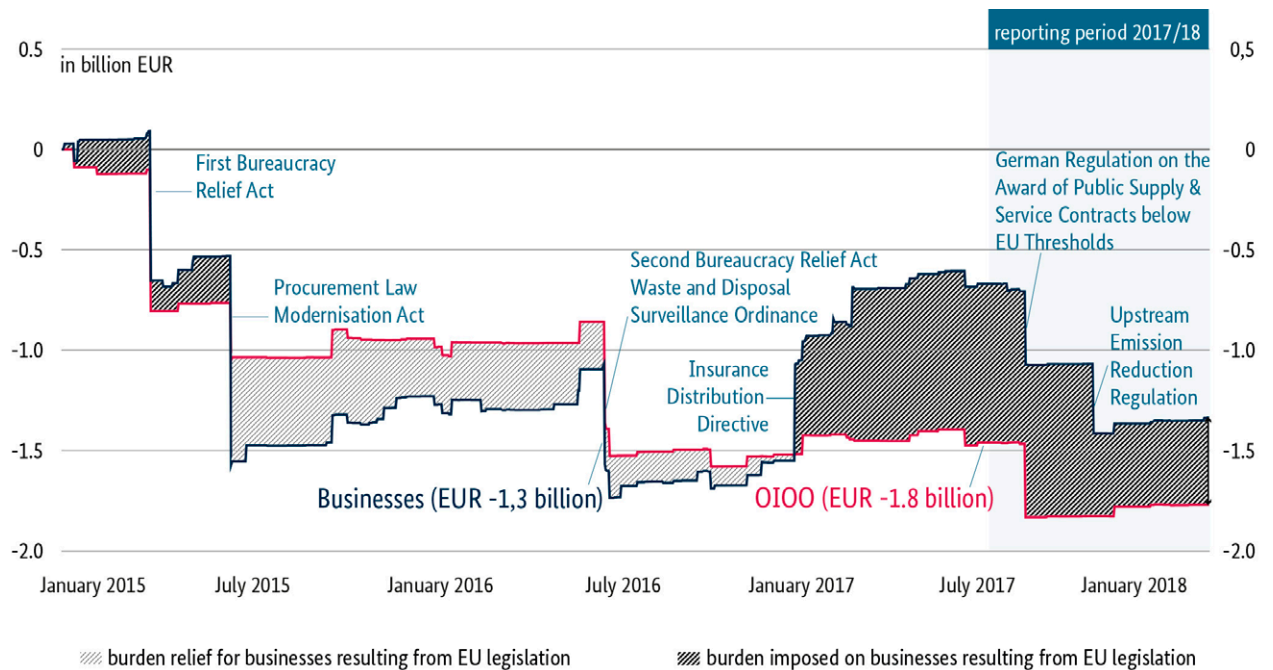 reporting period 2017/18
0.5
0,5
in billion EUR
0
0
First Bureaucracy
Relief Act
German Regulation on the
Award of Public Supply &
Service Contracts below
EU Thresholds
-0.5
-0.5
Procurement Law
Modernisation Act
Second Bureaucracy Relief Act
Waste and Disposal
Surveillance Ordinance
Upstream
Emission
Reduction
Regulation
-1.0
-1.0
Insurance
Distribution
Directive
-1.5
-1.5
Businesses (EUR -1,3 billion)
OIOO (EUR -1.8 billion)
-2.0
-2.0
January 2015
July 2015
January 2016
July 2016
January 2017
July 2017
January 2018
burden relief for businesses resulting from EU legislation
burden imposed on businesses resulting from EU legislation